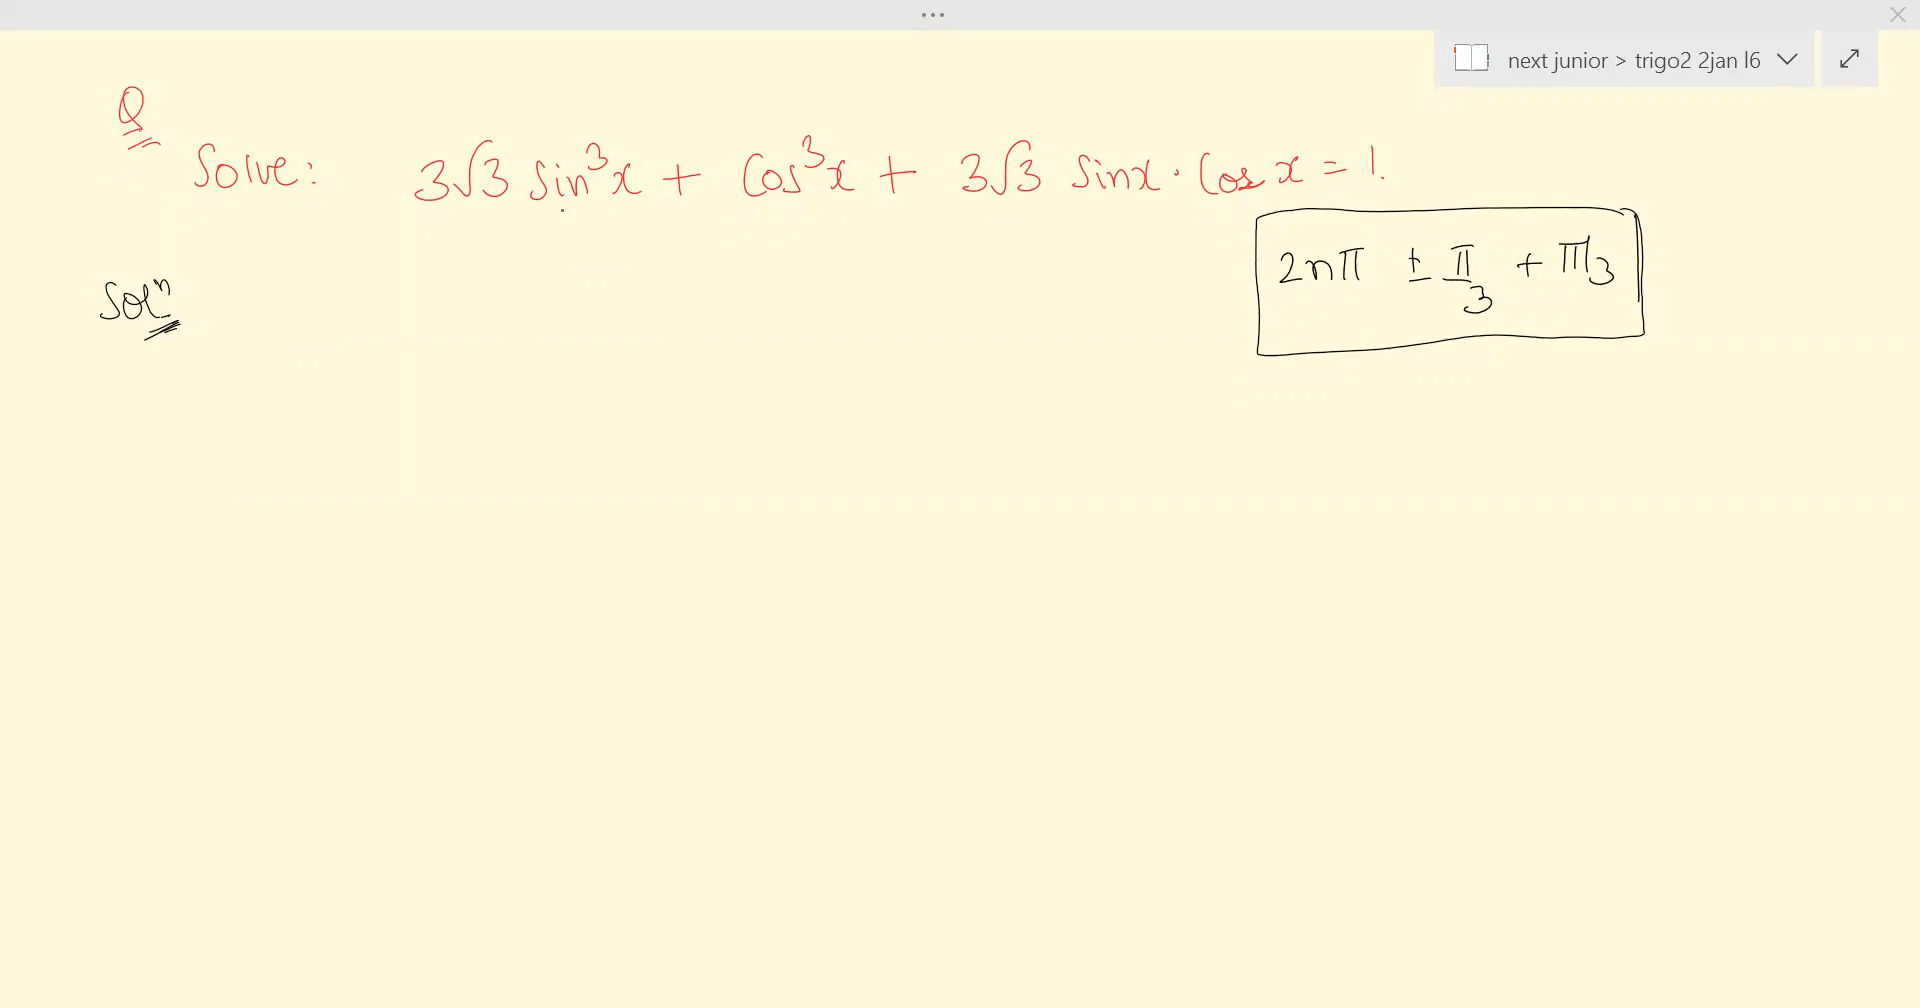 next junior > trigo2 2jan l6
Q
Solve: 3√3 sin³x + cos³x + 3√3 sinx · cosx = 1.
2nπ ± π/3 + π/3
Solⁿ